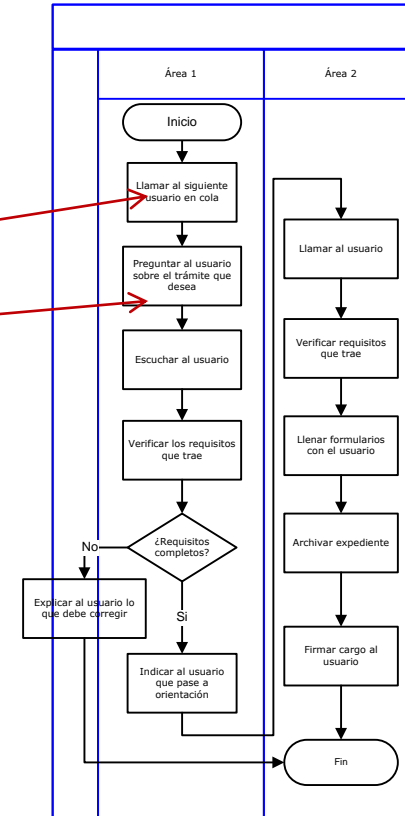 Área 1
Área 2
Inicio
Llamar al siguiente
usuario en cola
Preguntar al usuario
sobre el trámite que
desea
Escuchar al usuario
Verificar los requisitos
que trae
¿Requisitos
completos?
No
Explicar al usuario lo
que debe corregir
Si
Indicar al usuario
que pase a
orientación
Llamar al usuario
Verificar requisitos
que trae
Llenar formularios
con el usuario
Archivar expediente
Firmar cargo al
usuario
Fin